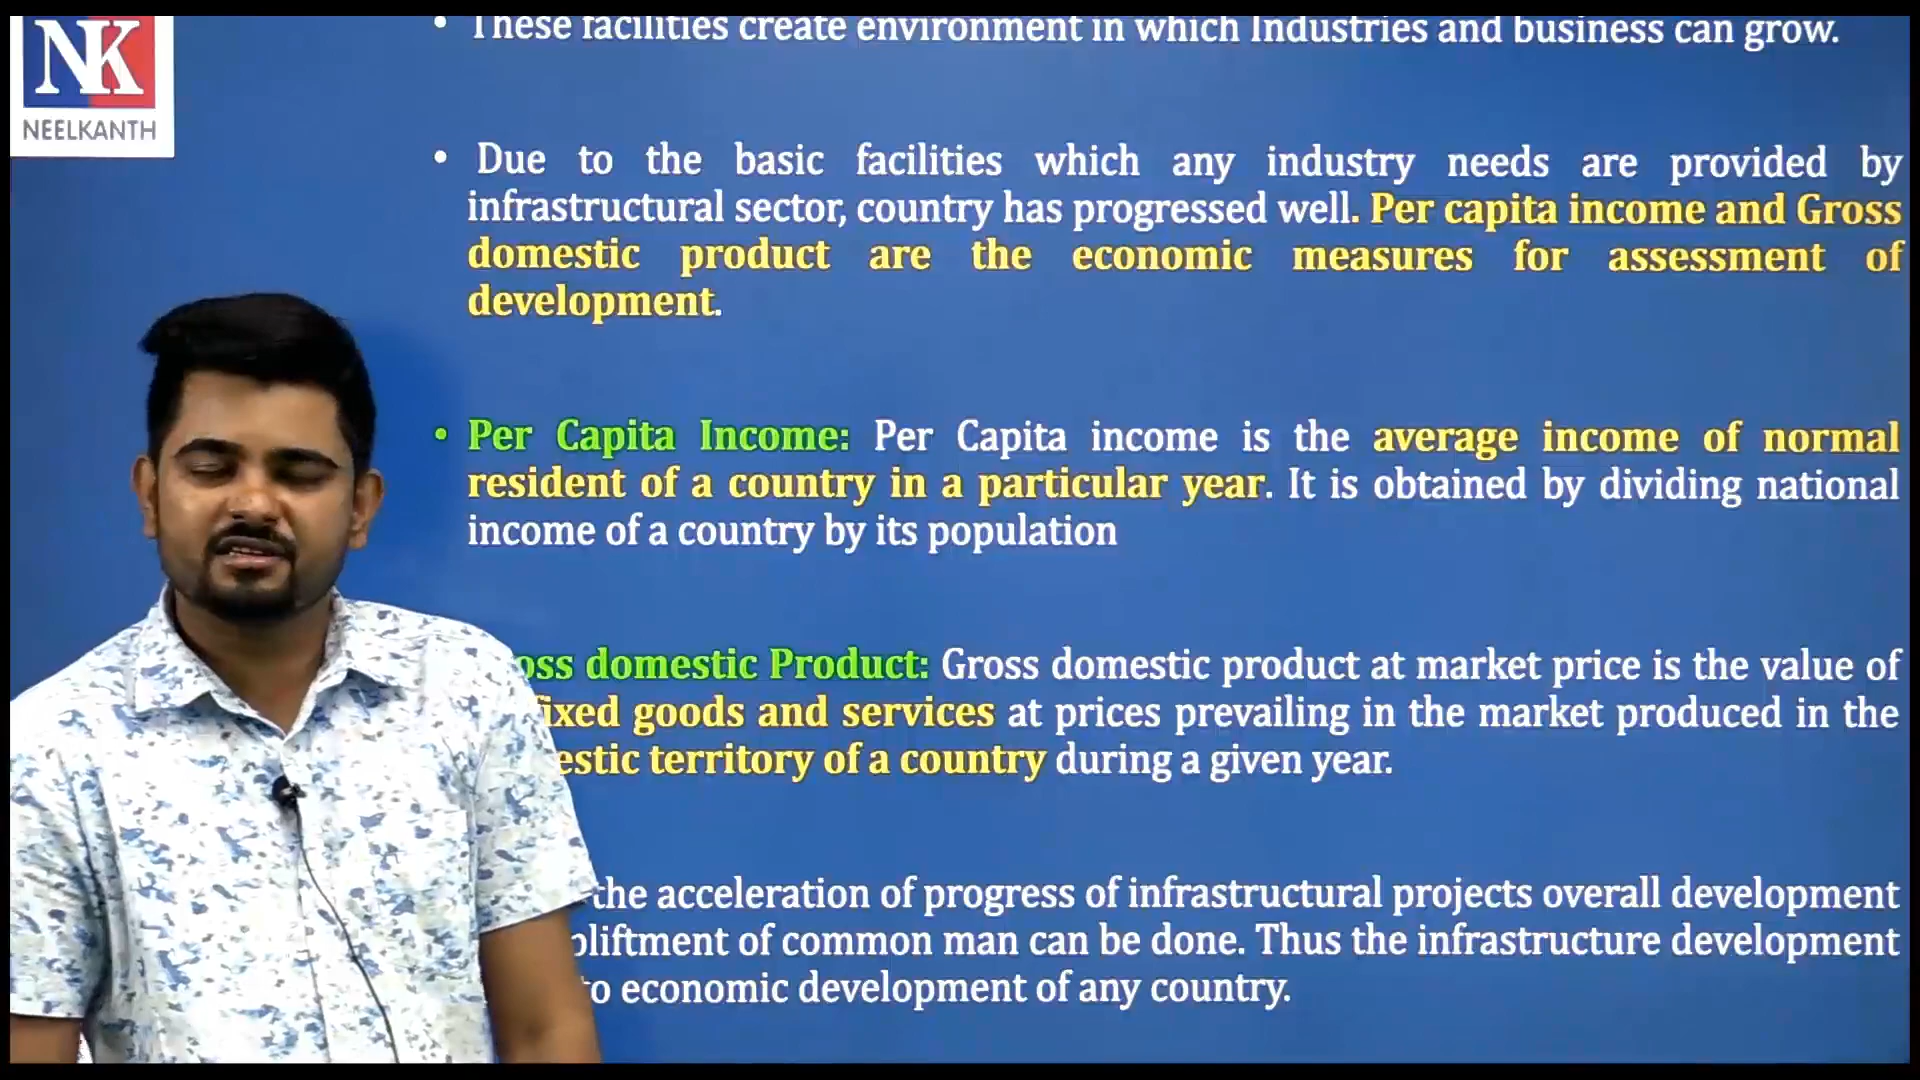 NK
NEELKANTH
• These facilities create environment in which Industries and business can grow.
• Due to the basic facilities which any industry needs are provided by
infrastructural sector, country has progressed well. Per capita income and Gross
domestic product are the economic measures for assessment of
development.
• Per Capita Income: Per Capita income is the average income of normal
resident of a country in a particular year. It is obtained by dividing national
income of a country by its population
domestic Product: Gross domestic product at market price is the value of
fixed goods and services at prices prevailing in the market produced in the
territory of a country during a given year.
the acceleration of progress of infrastructural projects overall development
of common man can be done. Thus the infrastructure development
to economic development of any country.